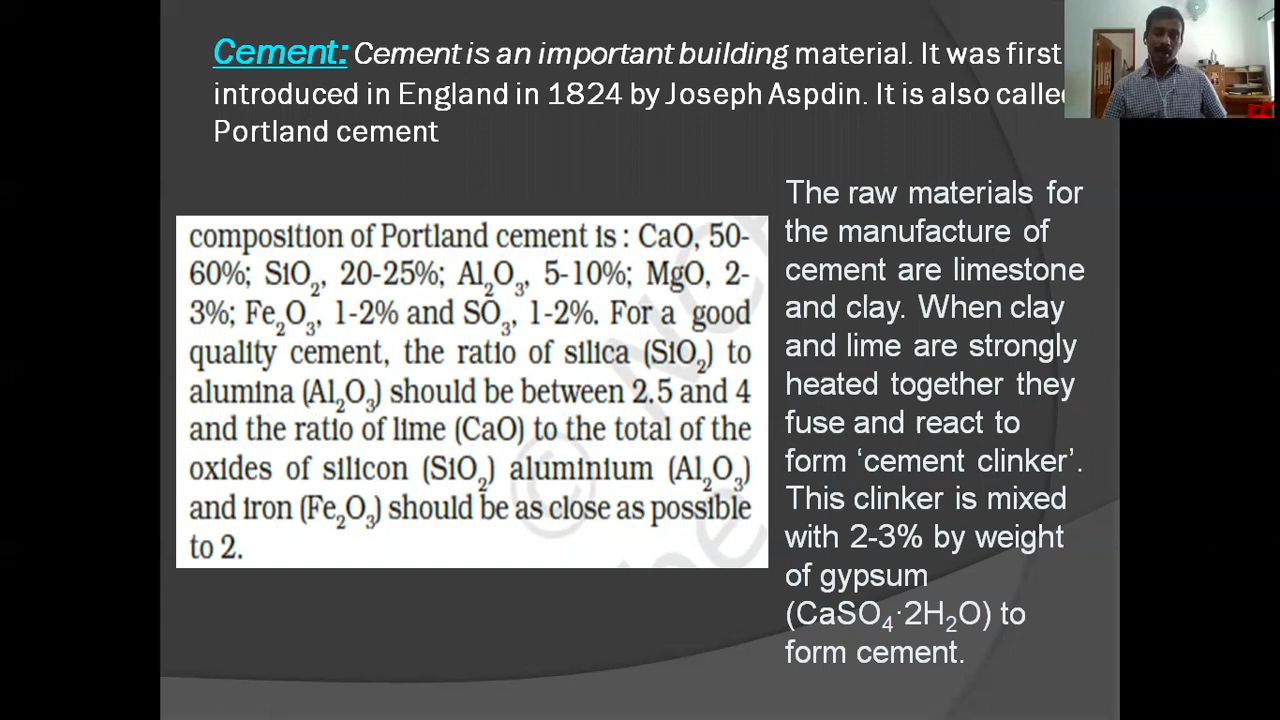 Cement: Cement is an important building material. It was first
introduced in England in 1824 by Joseph Aspdin. It is also called
Portland cement
composition of Portland cement is : CaO, 50-
60%; SiO₂, 20-25%; Al₂O₃, 5-10%; MgO, 2-
3%; Fe₂O₃, 1-2% and SO₃, 1-2%. For a good
quality cement, the ratio of silica (SiO₂) to
alumina (Al₂O₃) should be between 2.5 and 4
and the ratio of lime (CaO) to the total of the
oxides of silicon (SiO₂) aluminium (Al₂O₃)
and iron (Fe₂O₃) should be as close as possible
to 2.
The raw materials for
the manufacture of
cement are limestone
and clay. When clay
and lime are strongly
heated together they
fuse and react to
form ‘cement clinker’.
This clinker is mixed
with 2-3% by weight
of gypsum
(CaSO₄·2H₂O) to
form cement.